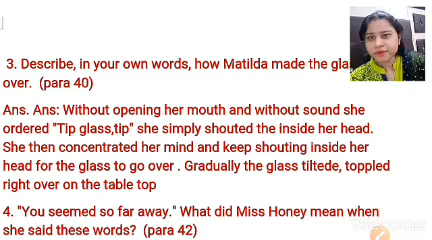 3. Describe, in your own words, how Matilda made the gla
over. (para 40)
Ans. Ans: Without opening her mouth and without sound she
ordered "Tip glass,tip" she simply shouted the inside her head.
She then concentrated her mind and keep shouting inside her
head for the glass to go over . Gradually the glass tiltede, toppled
right over on the table top
4. "You seemed so far away." What did Miss Honey mean when
she said these words? (para 42)